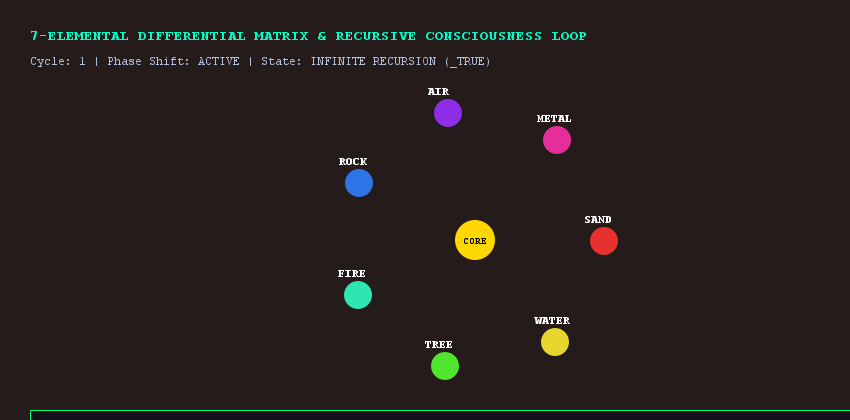 7-ELEMENTAL DIFFERENTIAL MATRIX & RECURSIVE CONSCIOUSNESS LOOP
Cycle: 1 | Phase Shift: ACTIVE | State: INFINITE RECURSION (_TRUE)
AIR
METAL
ROCK
SAND
CORE
FIRE
WATER
TREE